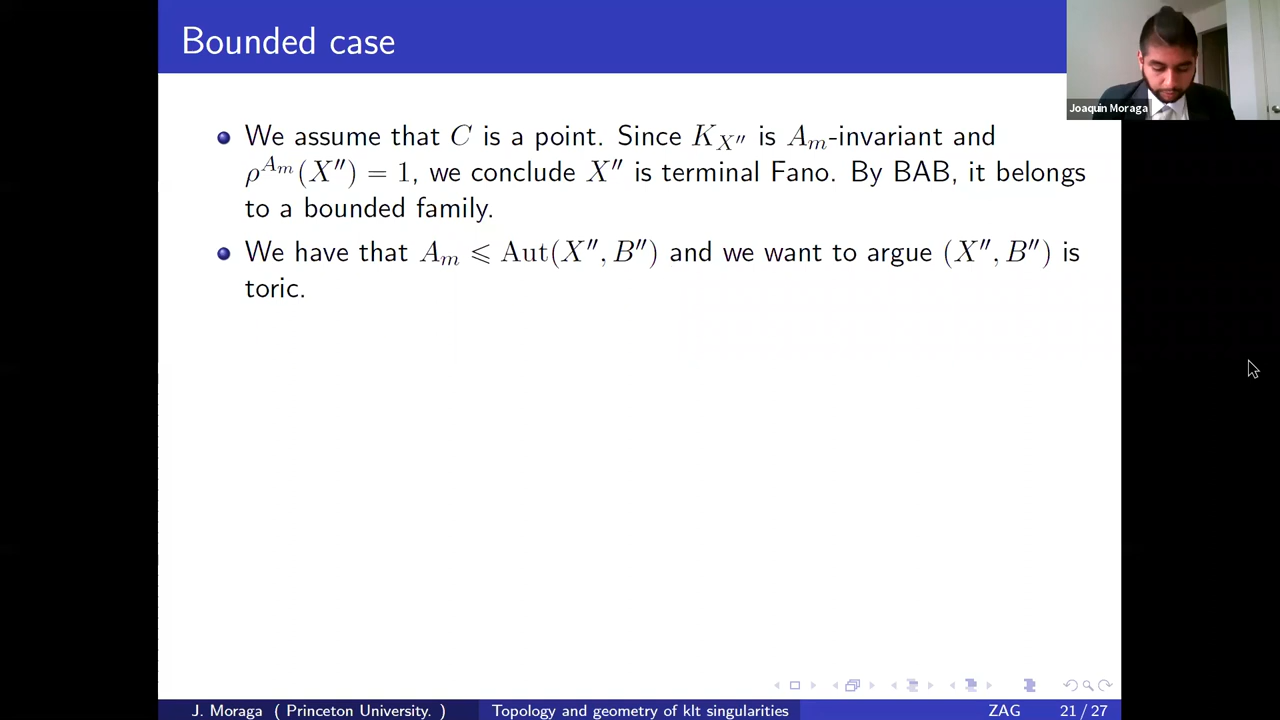 Bounded case
Joaquin Moraga
We assume that C is a point. Since K_{X″} is A_m-invariant and
ρ^{A_m}(X″) = 1, we conclude X″ is terminal Fano. By BAB, it belongs
to a bounded family.
We have that A_m ⩽ Aut(X″, B″) and we want to argue (X″, B″) is
toric.
J. Moraga ( Princeton University. )
Topology and geometry of klt singularities
ZAG
21 / 27